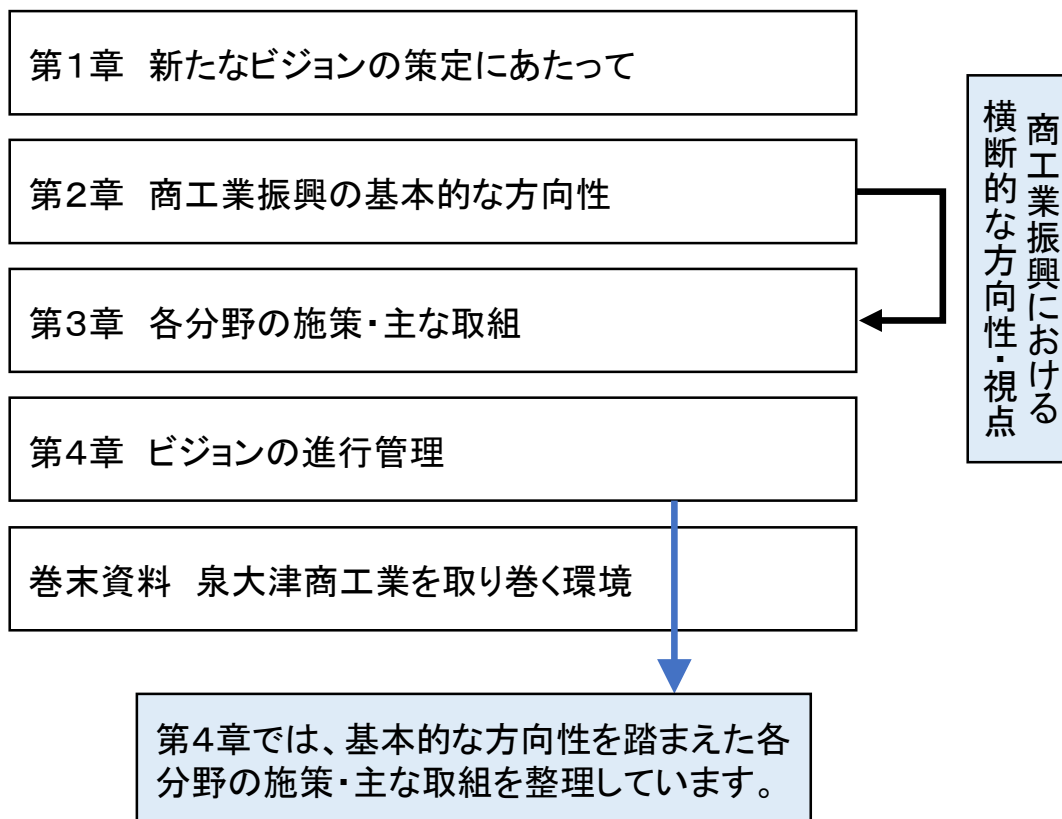 第1章 新たなビジョンの策定にあたって
第2章 商工業振興の基本的な方向性
第3章 各分野の施策・主な取組
第4章 ビジョンの進行管理
巻末資料 泉大津商工業を取り巻く環境
商工業振興における
横断的な方向性・視点
第4章では、基本的な方向性を踏まえた各
分野の施策・主な取組を整理しています。